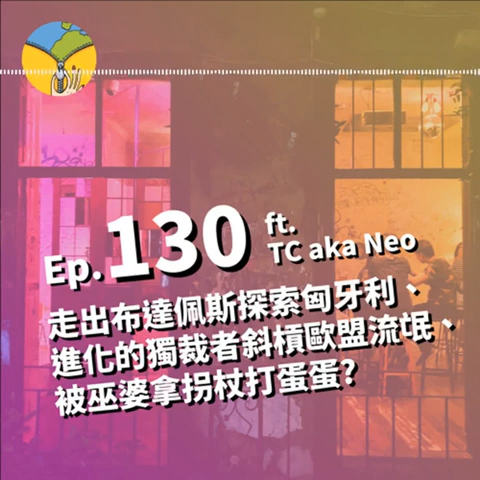 Ep.130 ft.
TC aka Neo
走出布達佩斯探索匈牙利、
進化的獨裁者斜槓歐盟流氓、
被巫婆拿拐杖打蛋蛋?